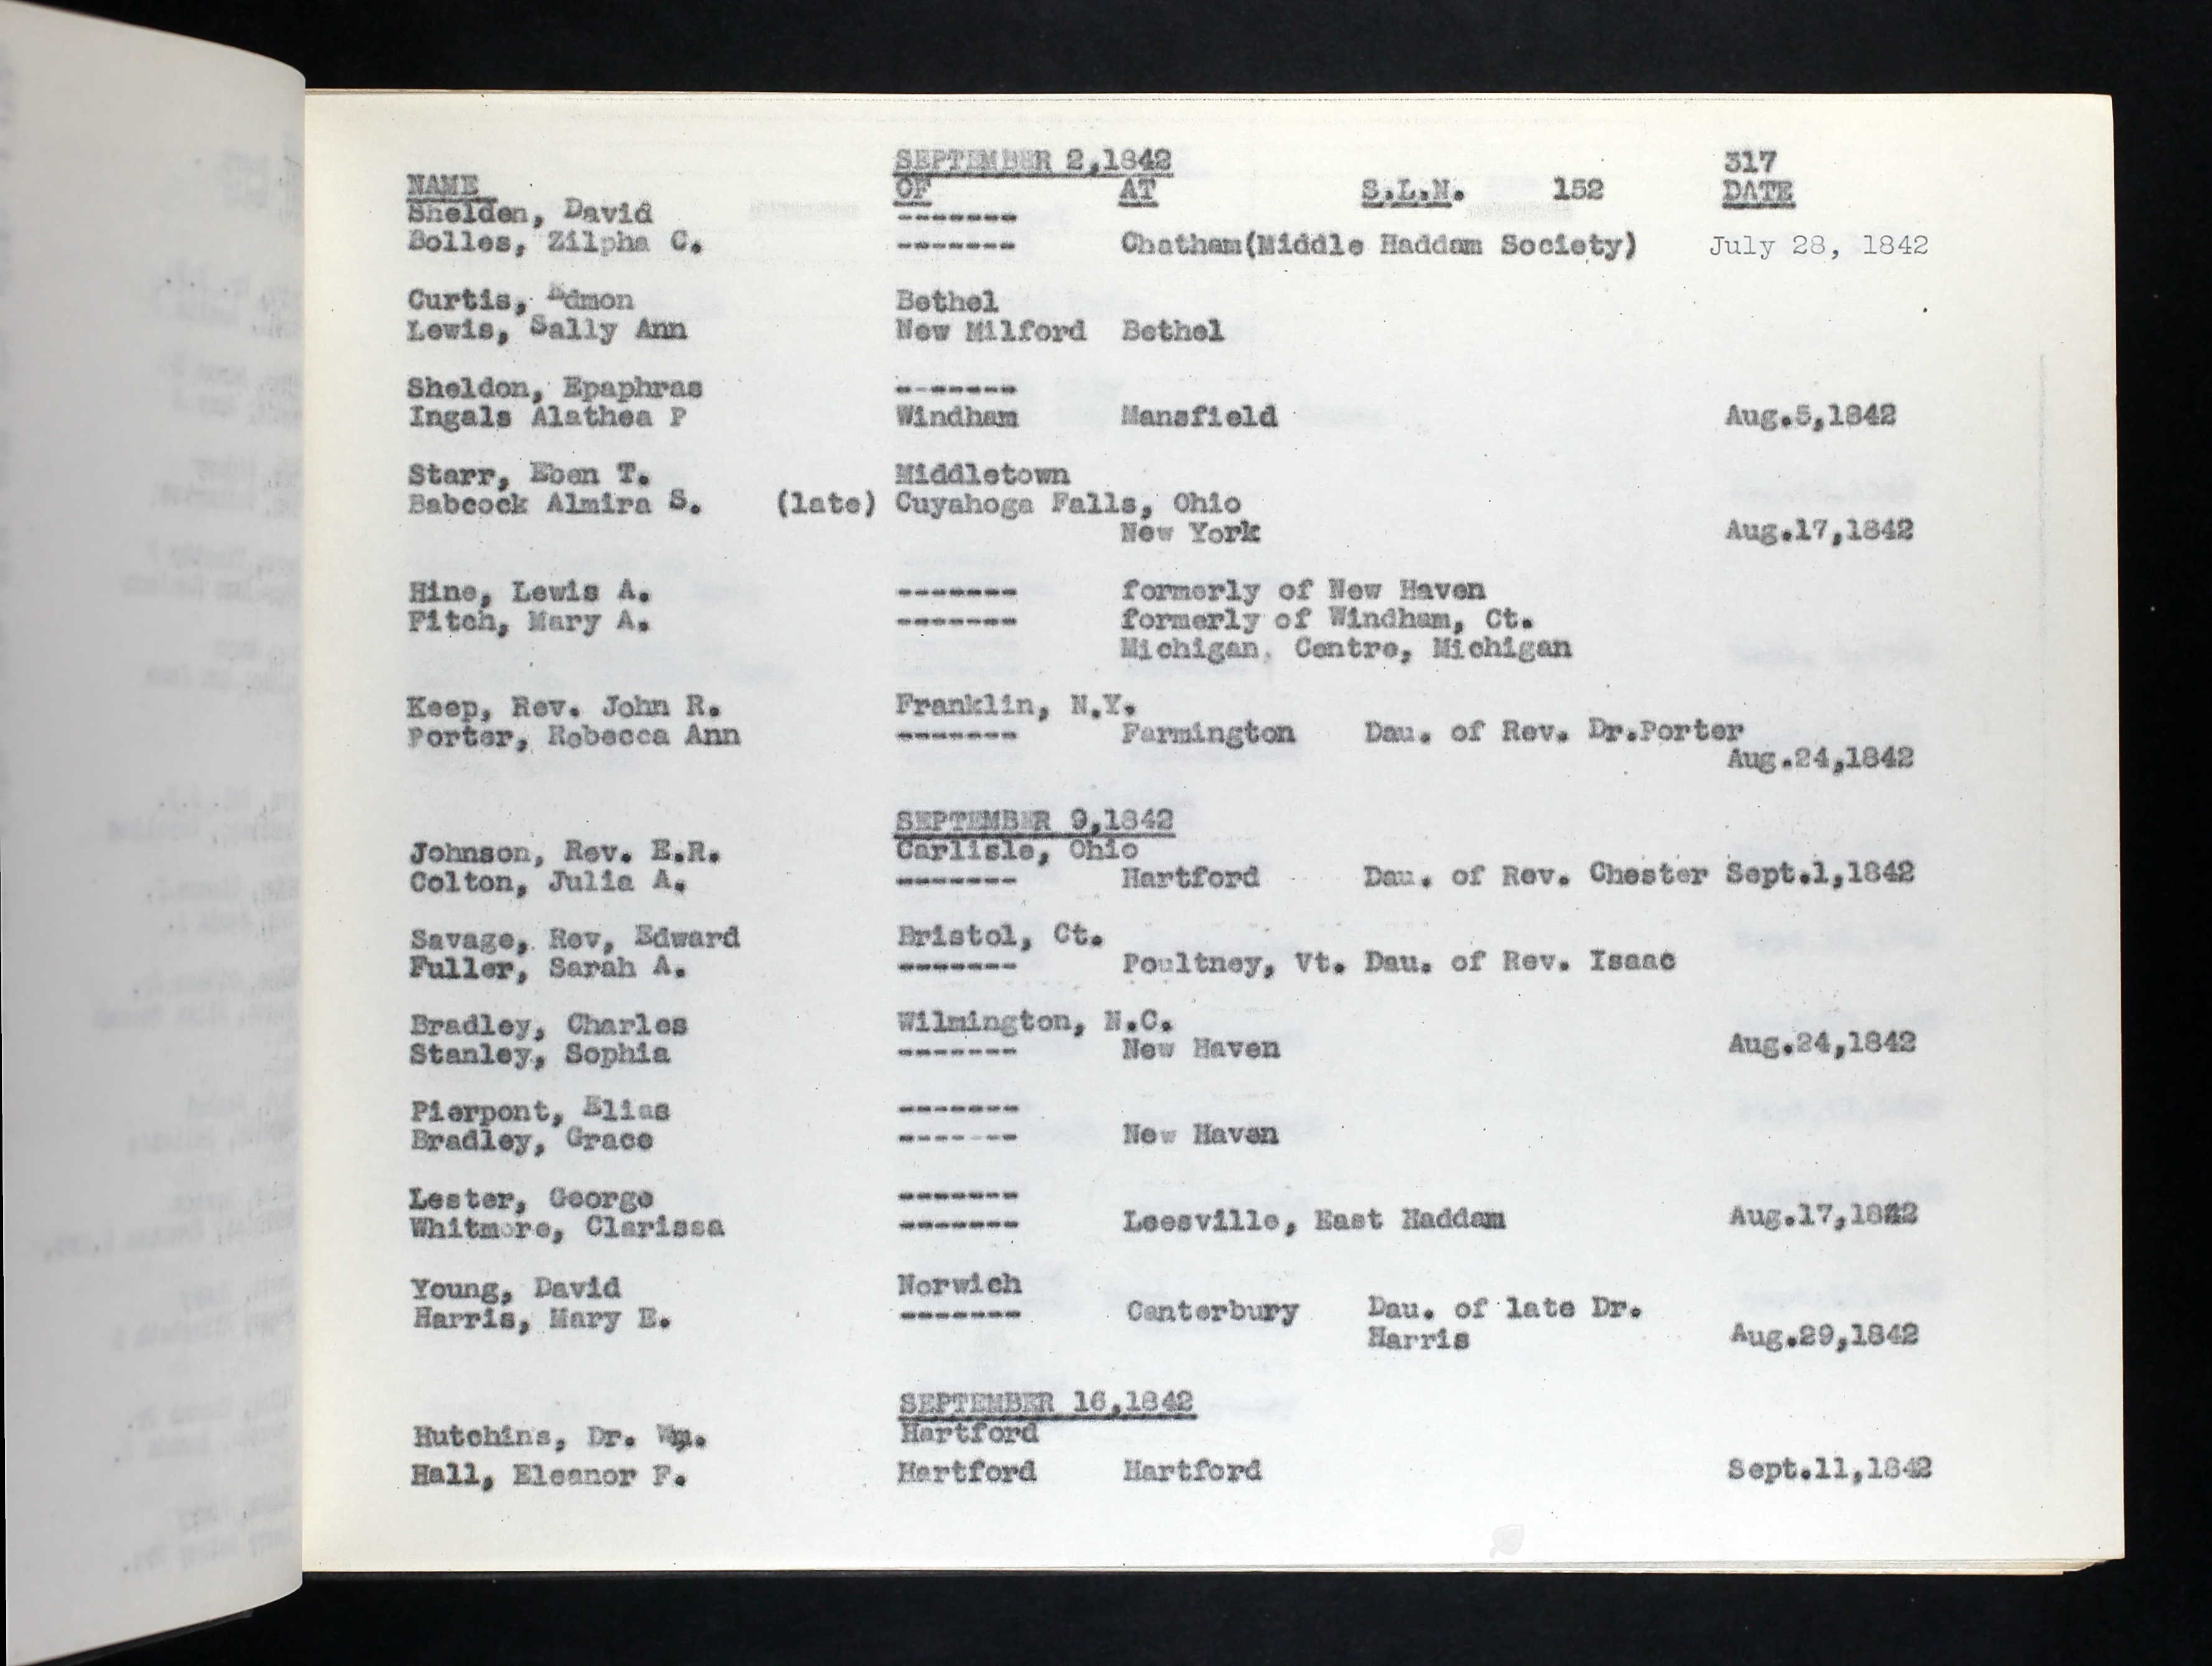 SEPTEMBER 2,1842 317
NAME OF AT S.L.N. 152 DATE
Shelden, David -------
Bolles, Zilpha C. ------- Chatham(Middle Haddam Society) July 28, 1842
Curtis, Edmon Bethel
Lewis, Sally Ann New Milford Bethel
Sheldon, Epaphras -------
Ingals Alathea P Windham Mansfield Aug.5,1842
Starr, Eben T. Middletown
Babcock Almira S. (late) Cuyahoga Falls, Ohio
New York Aug.17,1842
Hine, Lewis A. ------- formerly of New Haven
Fitch, Mary A. ------- formerly of Windham, Ct.
Michigan, Centre, Michigan
Keep, Rev. John R. Franklin, N.Y.
Porter, Rebecca Ann ------- Farmington Dau. of Rev. Dr.Porter
Aug.24,1842
SEPTEMBER 9,1842
Johnson, Rev. E.R. Carlisle, Ohio
Colton, Julia A. ------- Hartford Dau. of Rev. Chester Sept.1,1842
Savage, Rev, Edward Bristol, Ct.
Fuller, Sarah A. ------- Poultney, Vt. Dau. of Rev. Isaac
Bradley, Charles Wilmington, N.C.
Stanley, Sophia ------- New Haven Aug.24,1842
Pierpont, Elias -------
Bradley, Grace ------- New Haven
Lester, George -------
Whitmore, Clarissa ------- Leesville, East Haddam Aug.17,1842
Young, David Norwich
Harris, Mary E. ------- Canterbury Dau. of late Dr.
Harris Aug.29,1842
SEPTEMBER 16,1842
Hutchins, Dr. Wm. Hartford
Hall, Eleanor F. Hartford Hartford Sept.11,1842